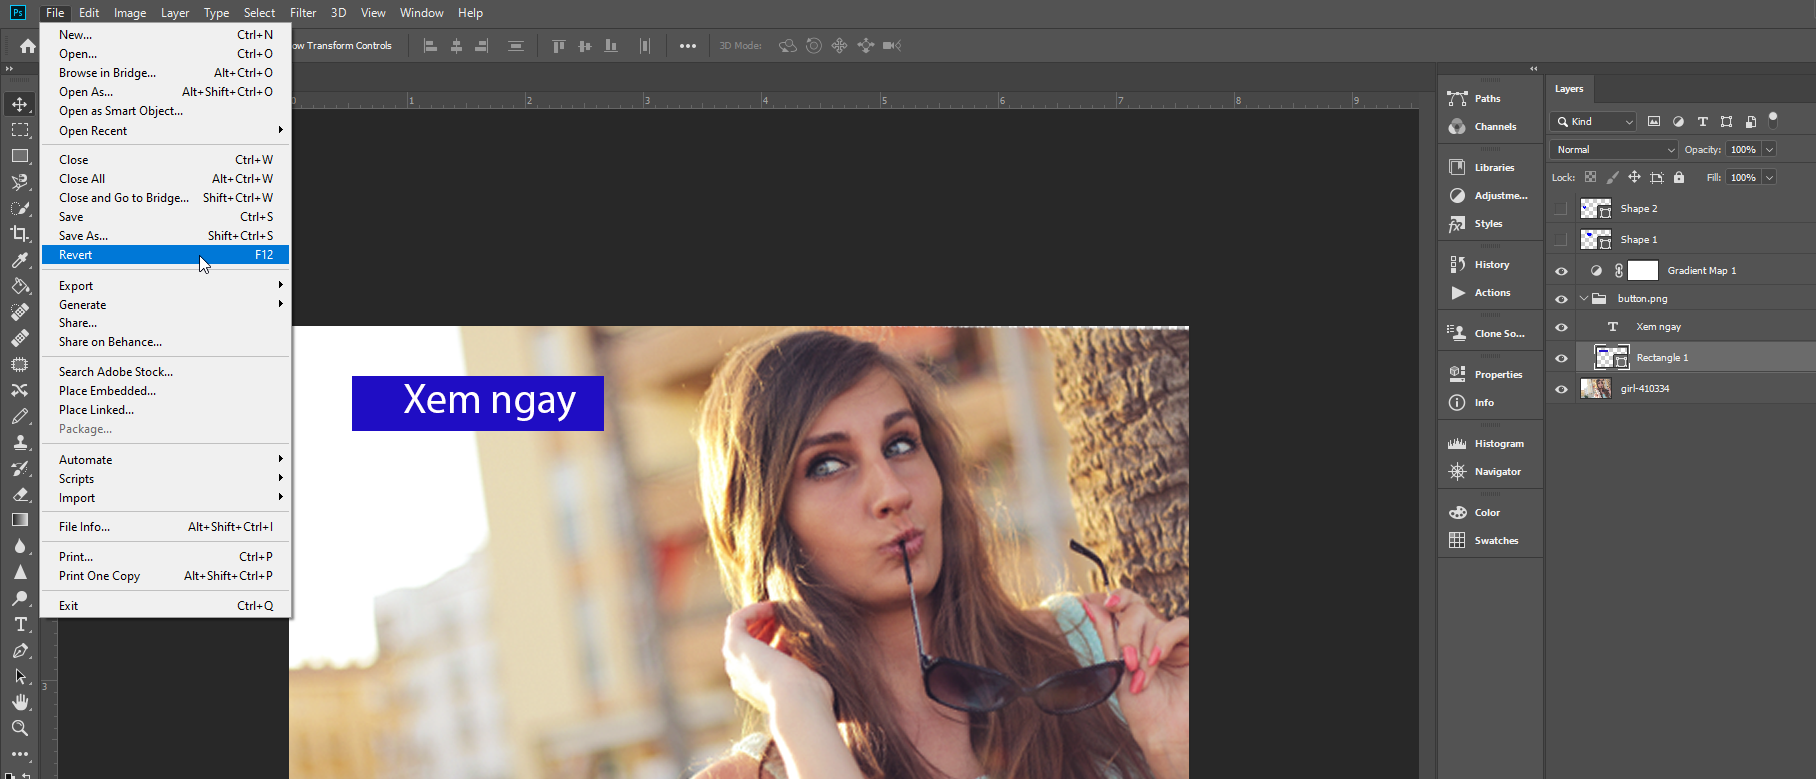 Ps File Edit Image Layer Type Select Filter 3D View Window Help
ow Transform Controls 3D Mode:
New... Ctrl+N
Open... Ctrl+O
Browse in Bridge... Alt+Ctrl+O
Open As... Alt+Shift+Ctrl+O
Open as Smart Object...
Open Recent
Close Ctrl+W
Close All Alt+Ctrl+W
Close and Go to Bridge... Shift+Ctrl+W
Save Ctrl+S
Save As... Shift+Ctrl+S
Revert F12
Export
Generate
Share...
Share on Behance...
Search Adobe Stock...
Place Embedded...
Place Linked...
Package...
Automate
Scripts
Import
File Info... Alt+Shift+Ctrl+I
Print... Ctrl+P
Print One Copy Alt+Shift+Ctrl+P
Exit Ctrl+Q
0 1 2 3 4 5 6 7 8 9
3
Xem ngay
Paths
Channels
Libraries
Adjustme...
Styles
History
Actions
Clone So...
Properties
Info
Histogram
Navigator
Color
Swatches
Layers
Kind
Normal Opacity: 100%
Lock: Fill: 100%
Shape 2
Shape 1
Gradient Map 1
button.png
Xem ngay
Rectangle 1
girl-410334